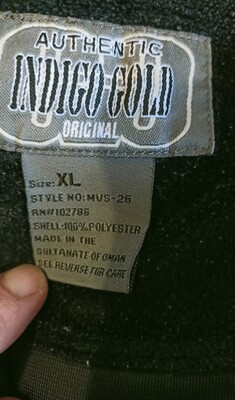 AUTHENTIC
INDIGO GOLD
ORIGINAL
Size: XL
STYLE NO: MVS-26
RN#102786
SHELL:100% POLYESTER
MADE IN THE
SULTANATE OF OMAN
SEE REVERSE FOR CARE